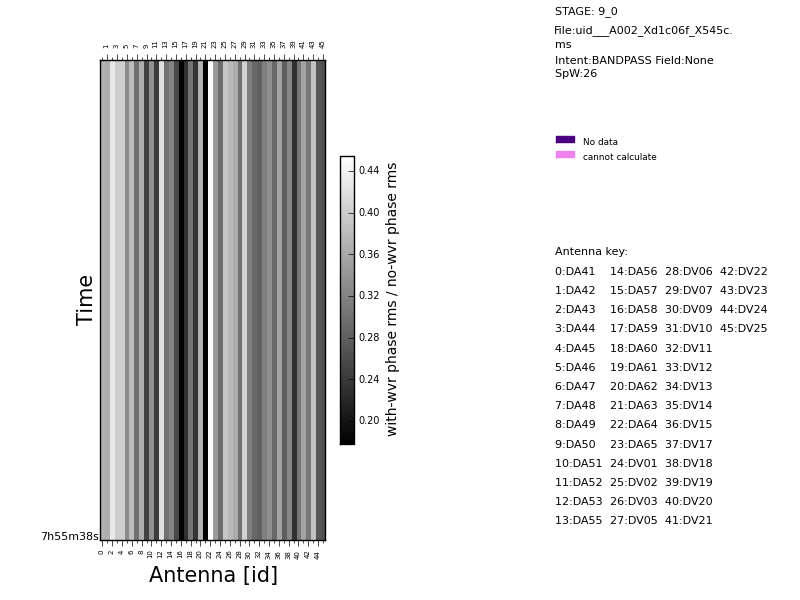 STAGE: 9_0
File:uid___A002_Xd1c06f_X545c.
ms
Intent:BANDPASS Field:None
SpW:26
1 3 5 7 9 11 13 15 17 19 21 23 25 27 29 31 33 35 37 39 41 43 45
No data
cannot calculate
0.44
0.40
0.36
0.32
0.28
0.24
0.20
with-wvr phase rms / no-wvr phase rms
Time
7h55m38s
0 2 4 6 8 10 12 14 16 18 20 22 24 26 28 30 32 34 36 38 40 42 44
Antenna [id]
Antenna key:
0:DA41 14:DA56 28:DV06 42:DV22
1:DA42 15:DA57 29:DV07 43:DV23
2:DA43 16:DA58 30:DV09 44:DV24
3:DA44 17:DA59 31:DV10 45:DV25
4:DA45 18:DA60 32:DV11
5:DA46 19:DA61 33:DV12
6:DA47 20:DA62 34:DV13
7:DA48 21:DA63 35:DV14
8:DA49 22:DA64 36:DV15
9:DA50 23:DA65 37:DV17
10:DA51 24:DV01 38:DV18
11:DA52 25:DV02 39:DV19
12:DA53 26:DV03 40:DV20
13:DA55 27:DV05 41:DV21